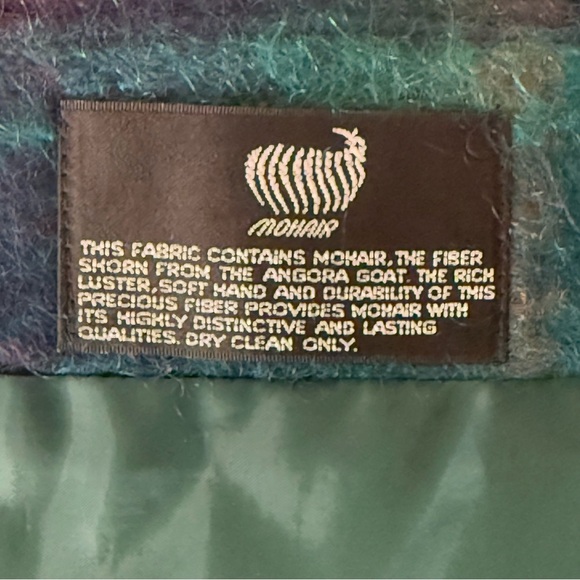 MOHAIR
THIS FABRIC CONTAINS MOHAIR, THE FIBER
SHORN FROM THE ANGORA GOAT. THE RICH
LUSTER, SOFT HAND AND DURABILITY OF THIS
PRECIOUS FIBER PROVIDES MOHAIR WITH
ITS HIGHLY DISTINCTIVE AND LASTING
QUALITIES. DRY CLEAN ONLY.